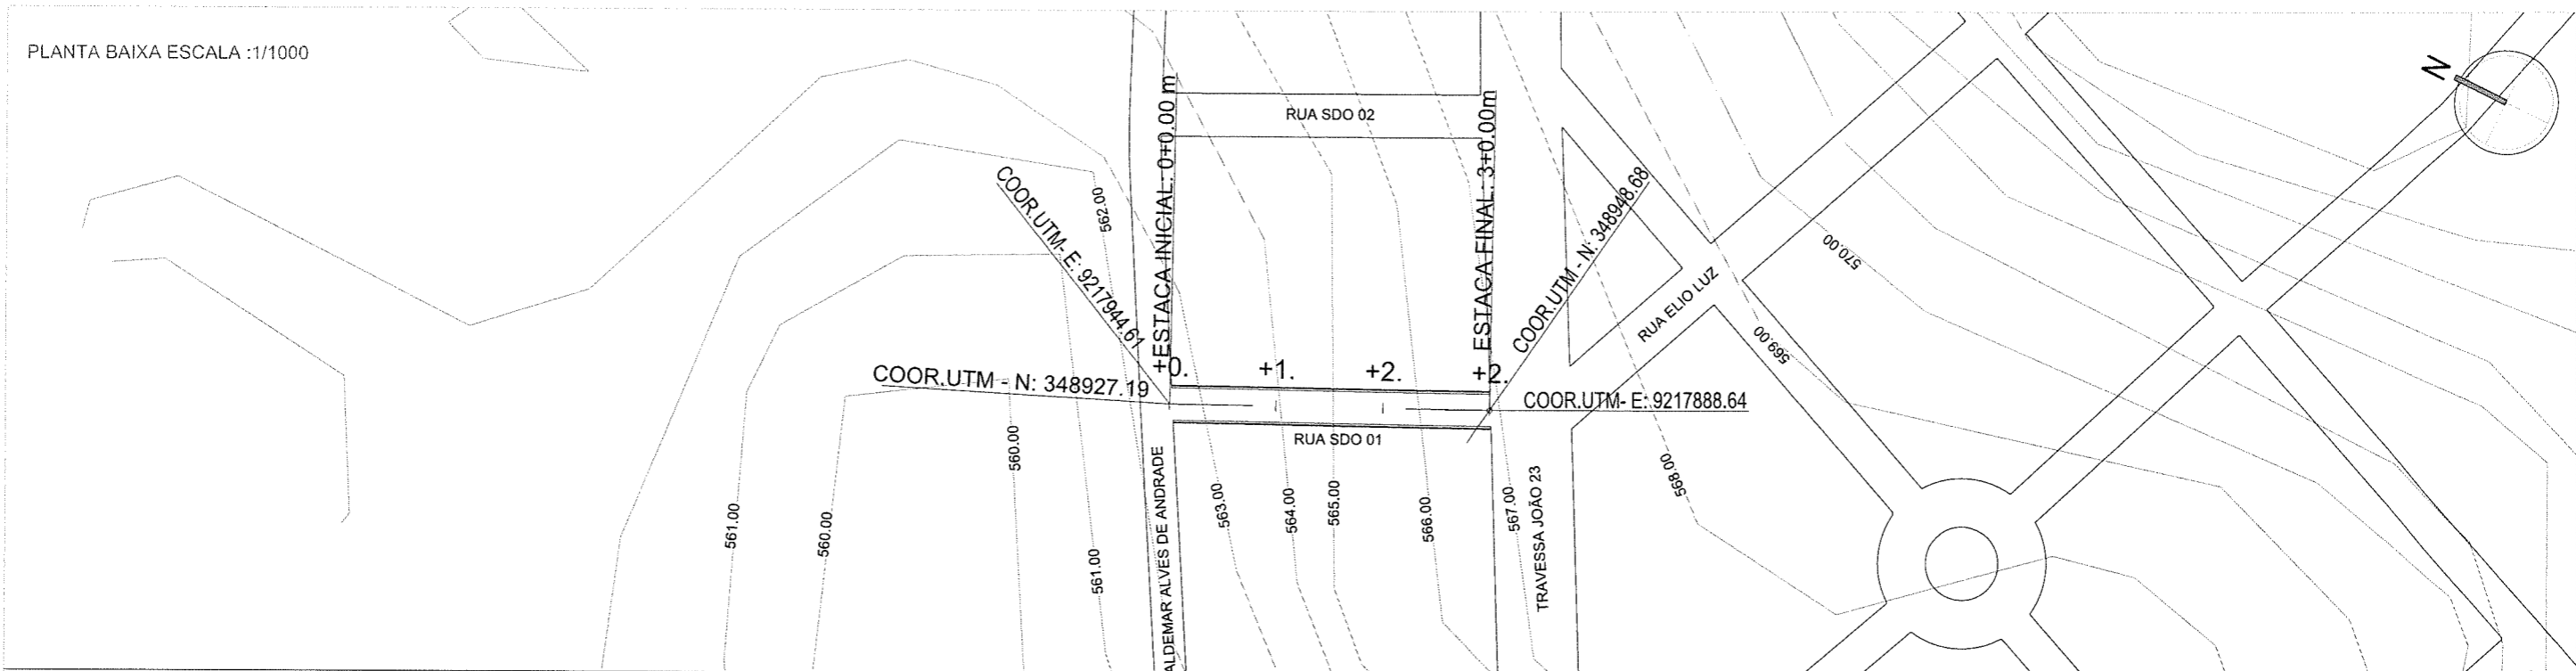 PLANTA BAIXA ESCALA :1/1000
N
RUA SDO 02
ESTACA INICIAL: 0+0.00 m
ESTACA FINAL: 3+0.00m
COOR.UTM- E: 9217944.61
COOR.UTM - N: 348948.68
562.00
570.00
RUA ELIO LUZ
569.00
COOR.UTM - N: 348927.19
+0.
+1.
+2.
+2.
COOR.UTM- E: 9217888.64
RUA SDO 01
560.00
561.00
560.00
561.00
ALDEMAR ALVES DE ANDRADE
563.00
564.00
565.00
566.00
567.00
TRAVESSA JOÃO 23
568.00